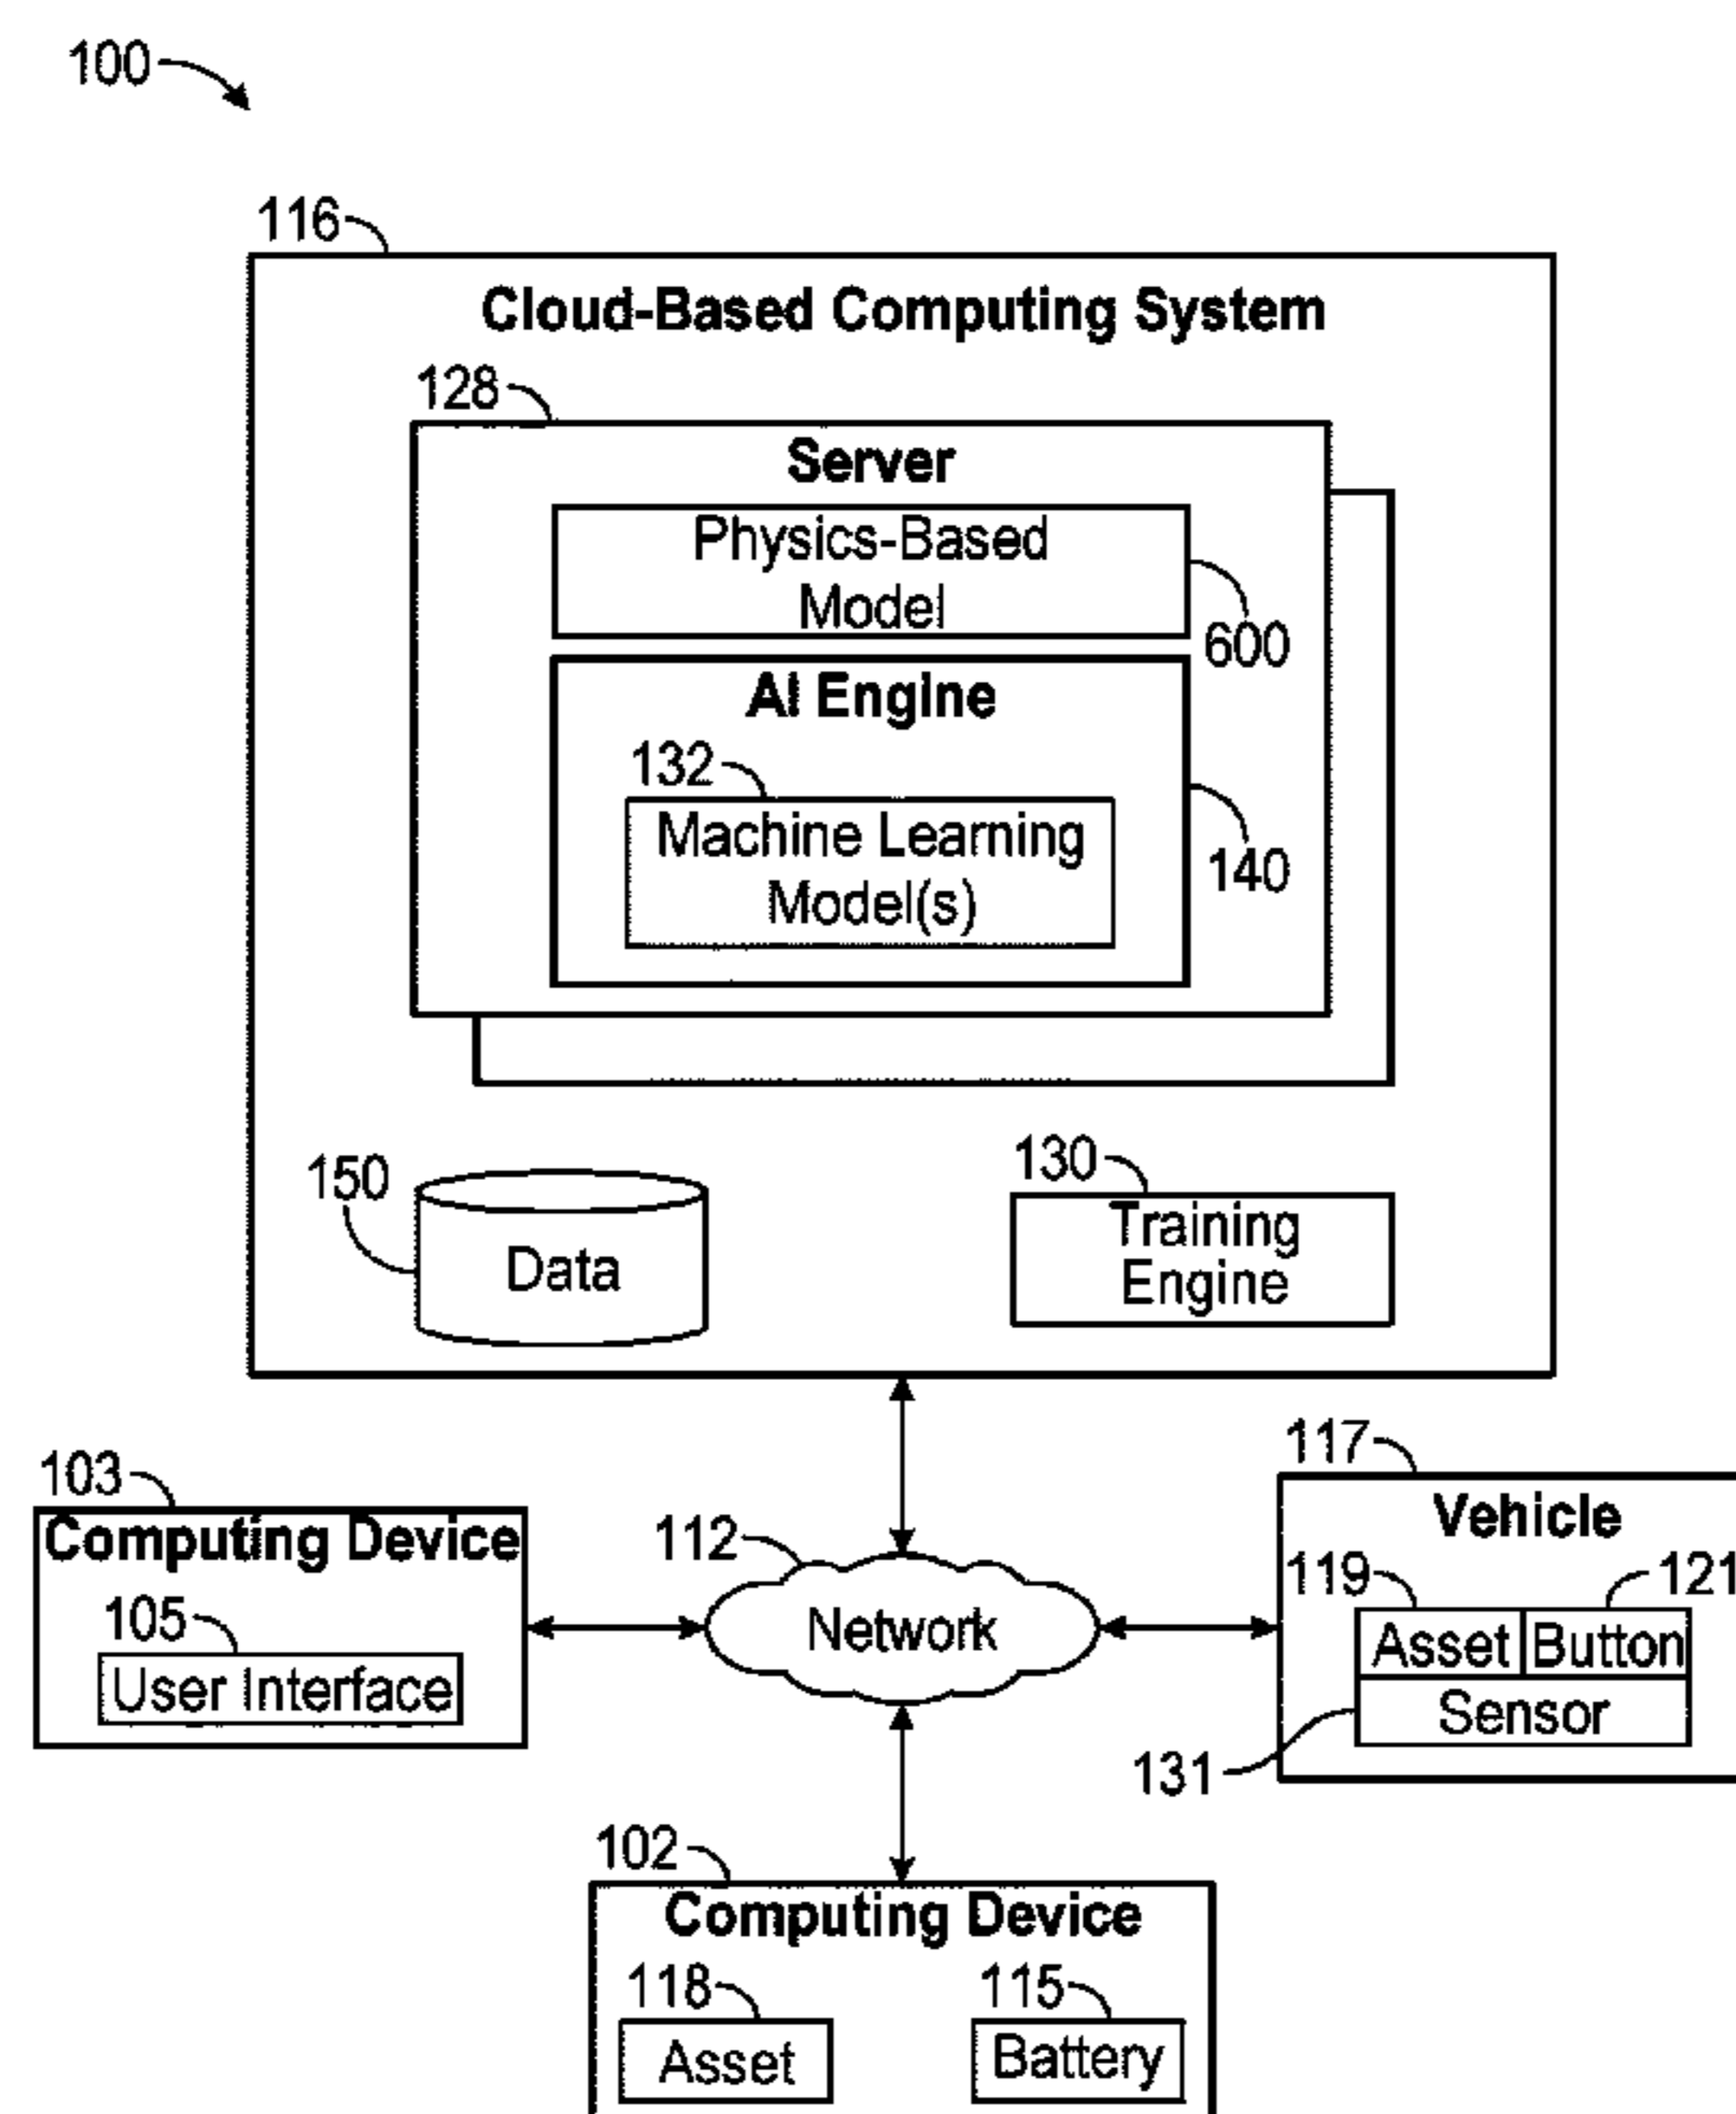 100
116
Cloud-Based Computing System
128
Server
Physics-Based
Model
600
AI Engine
132
Machine Learning
Model(s)
140
150
Data
130
Training
Engine
103
Computing Device
105
User Interface
112
Network
117
Vehicle
119
121
Asset
Button
Sensor
131
102
Computing Device
118
115
Asset
Battery